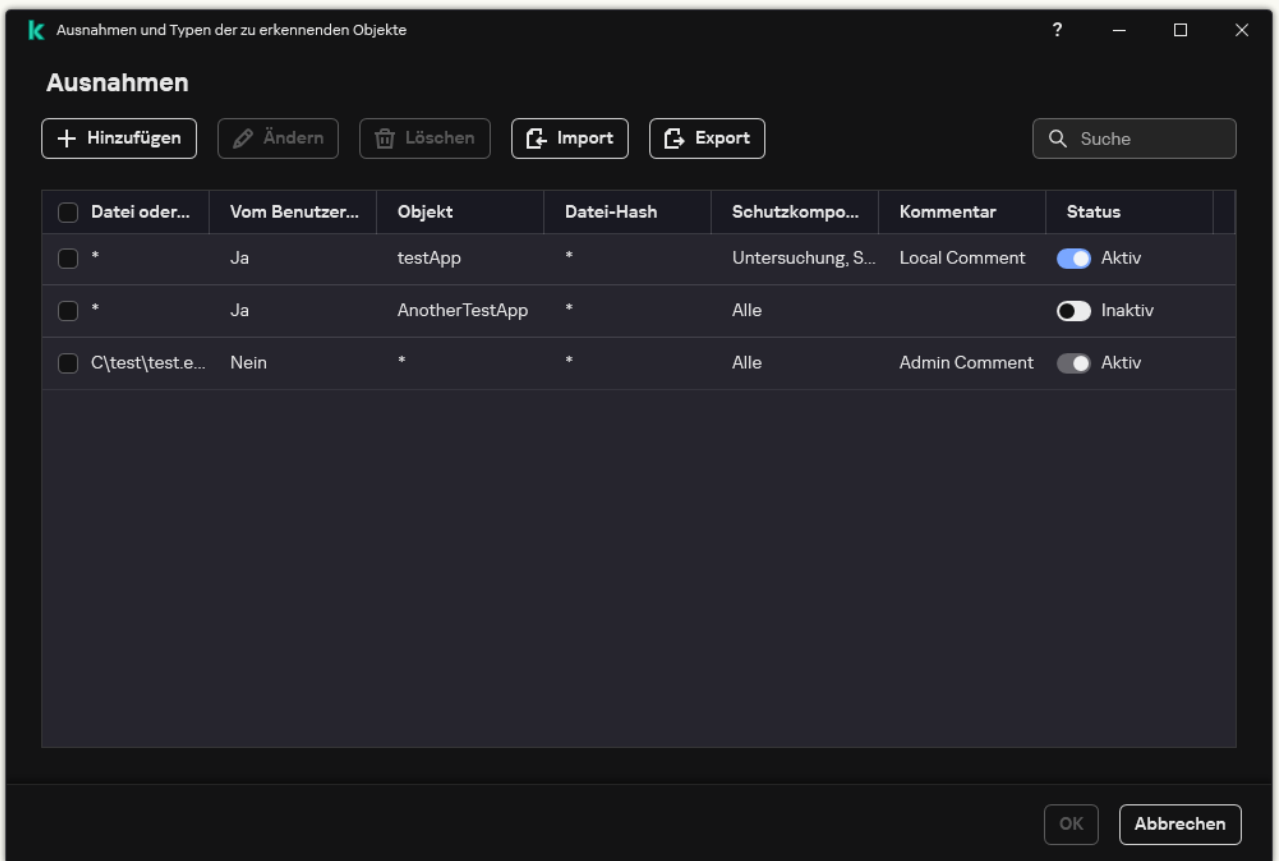 Ausnahmen und Typen der zu erkennenden Objekte ?
Ausnahmen
Hinzufügen Ändern Löschen Import Export Suche
Datei oder... Vom Benutzer... Objekt Datei-Hash Schutzkompo... Kommentar Status
* Ja testApp * Untersuchung, S... Local Comment Aktiv
* Ja AnotherTestApp * Alle Inaktiv
C\test\test.e... Nein * * Alle Admin Comment Aktiv
OK Abbrechen